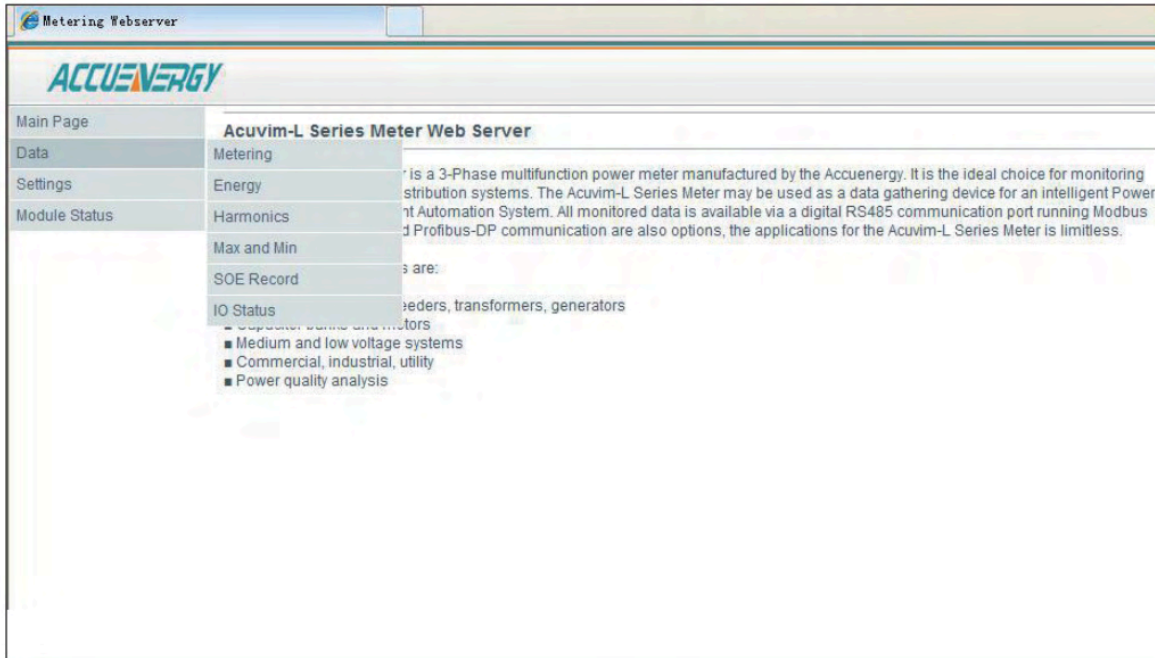 Metering Webserver
ACCUENERGY
Main Page
Data
Settings
Module Status
Metering
Energy
Harmonics
Max and Min
SOE Record
IO Status
Acuvim-L Series Meter Web Server
is a 3-Phase multifunction power meter manufactured by the Accuenergy. It is the ideal choice for monitoring
stribution systems. The Acuvim-L Series Meter may be used as a data gathering device for an intelligent Power
nt Automation System. All monitored data is available via a digital RS485 communication port running Modbus
d Profibus-DP communication are also options, the applications for the Acuvim-L Series Meter is limitless.
s are:
eeders, transformers, generators
■ Capacitor banks and motors
■ Medium and low voltage systems
■ Commercial, industrial, utility
■ Power quality analysis